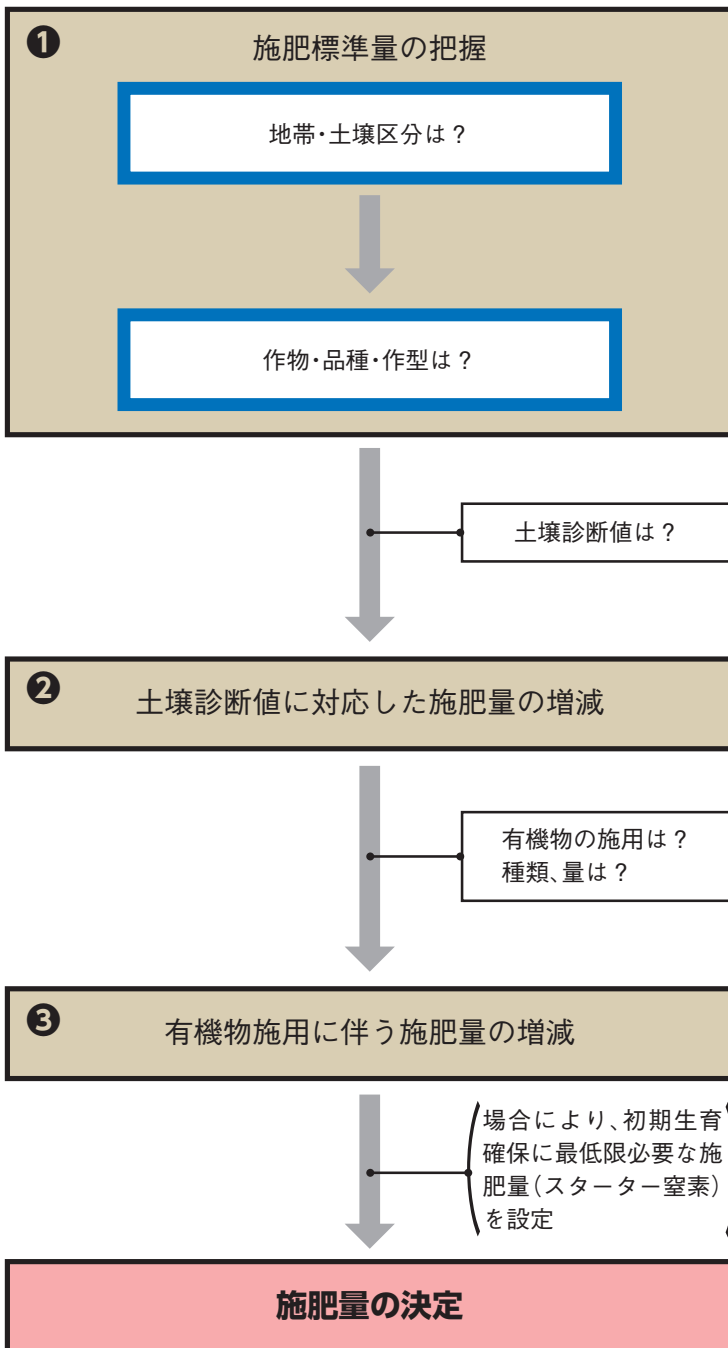 ❶
施肥標準量の把握
地帯・土壌区分は？
作物・品種・作型は？
土壌診断値は？
❷
土壌診断値に対応した施肥量の増減
有機物の施用は？
種類、量は？
❸
有機物施用に伴う施肥量の増減
場合により、初期生育
確保に最低限必要な施
肥量（スターター窒素）
を設定
施肥量の決定